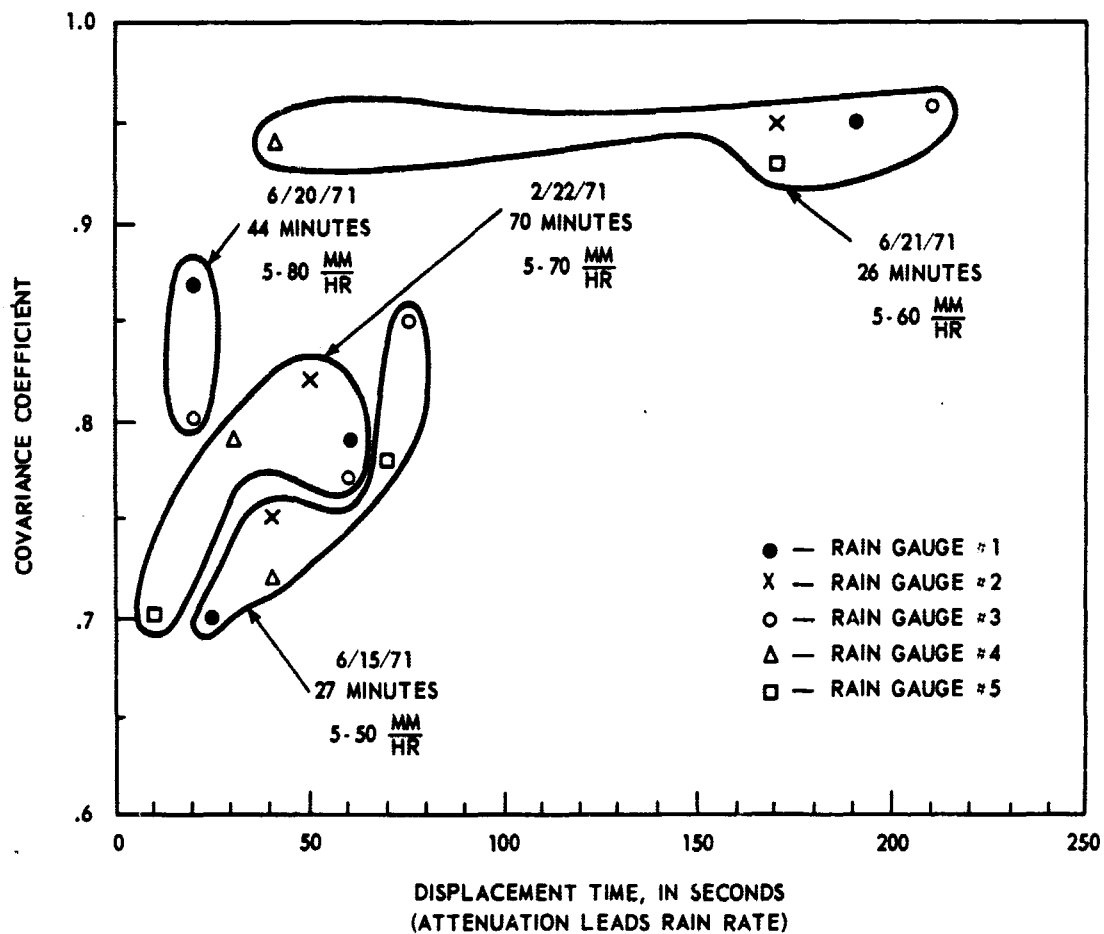 1.0
.9
.8
.7
.6
COVARIANCE COEFFICIENT
6/20/71
44 MINUTES
5-80 MM/HR
2/22/71
70 MINUTES
5-70 MM/HR
6/21/71
26 MINUTES
5-60 MM/HR
6/15/71
27 MINUTES
5-50 MM/HR
● — RAIN GAUGE #1
X — RAIN GAUGE #2
○ — RAIN GAUGE #3
△ — RAIN GAUGE #4
□ — RAIN GAUGE #5
0 50 100 150 200 250
DISPLACEMENT TIME, IN SECONDS
(ATTENUATION LEADS RAIN RATE)